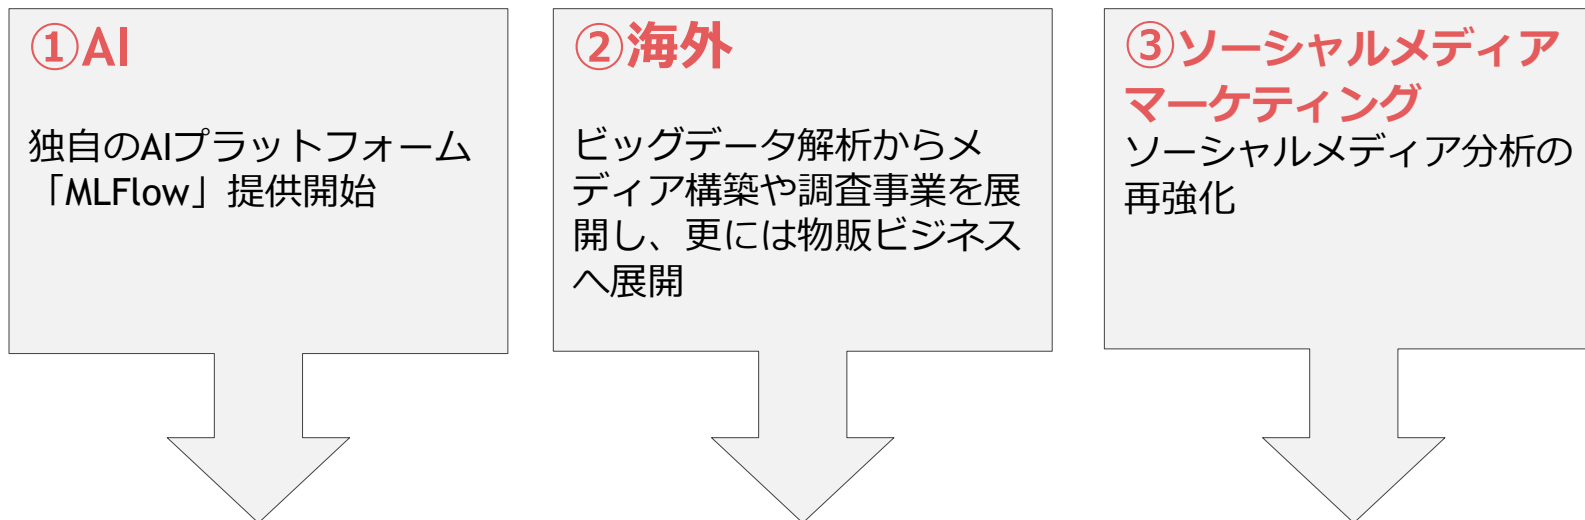 ①AI
独自のAIプラットフォーム
「MLFlow」提供開始
②海外
ビッグデータ解析からメ
ディア構築や調査事業を展
開し、更には物販ビジネス
へ展開
③ソーシャルメディア
マーケティング
ソーシャルメディア分析の
再強化